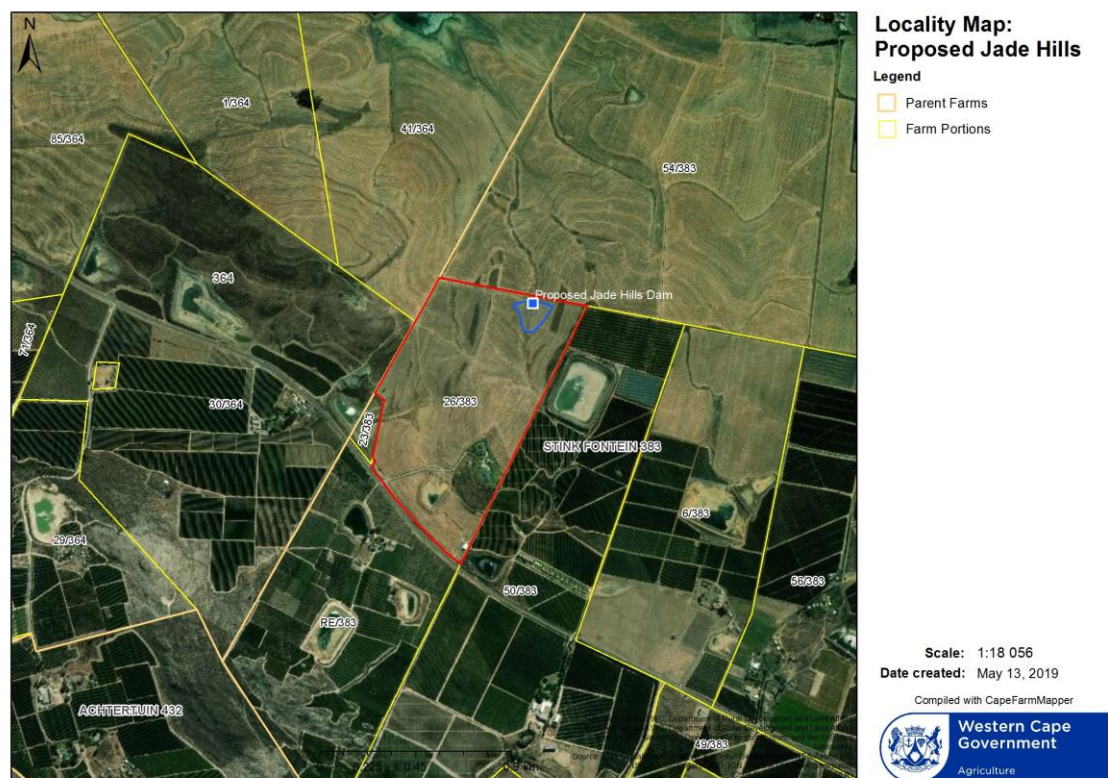 N
Locality Map:
Proposed Jade Hills
Legend
Parent Farms
Farm Portions
1/364
85/364
41/364
54/383
364
Proposed Jade Hills Dam
71/364
30/364
23/383
26/383
STINK FONTEIN 383
6/383
29/364
56/383
50/383
RE/383
ACHTERTUIN 432
49/383
Scale: 1:18 056
Date created: May 13, 2019
Compiled with CapeFarmMapper
Western Cape
Government
Agriculture